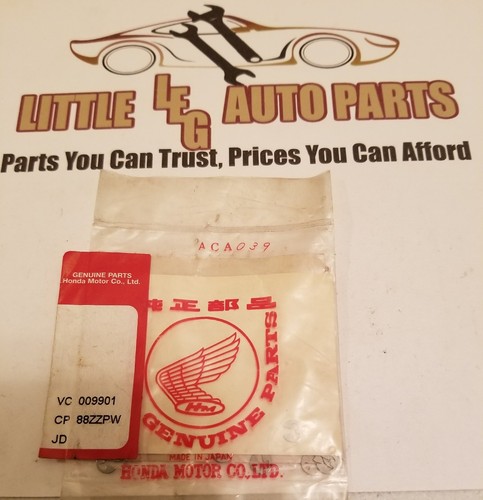 LITTLE LEG AUTO PARTS
Parts You Can Trust, Prices You Can Afford
ACA039
GENUINE PARTS
Honda Motor Co., Ltd.
純正部品
HM
GENUINE PARTS
VC 009901
CP 88ZZPW
JD
MADE IN JAPAN
HONDA MOTOR CO.,LTD.